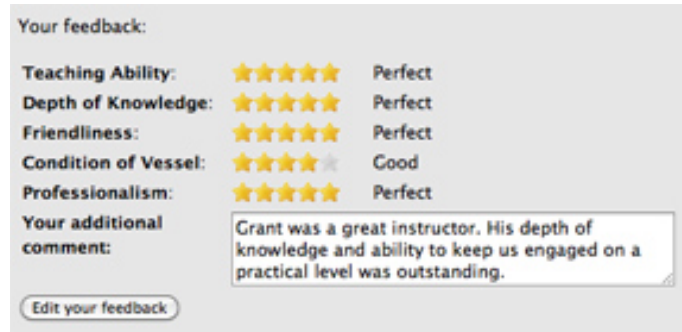 Your feedback:
Teaching Ability: Perfect
Depth of Knowledge: Perfect
Friendliness: Perfect
Condition of Vessel: Good
Professionalism: Perfect
Your additional
comment:
Grant was a great instructor. His depth of
knowledge and ability to keep us engaged on a
practical level was outstanding.
Edit your feedback